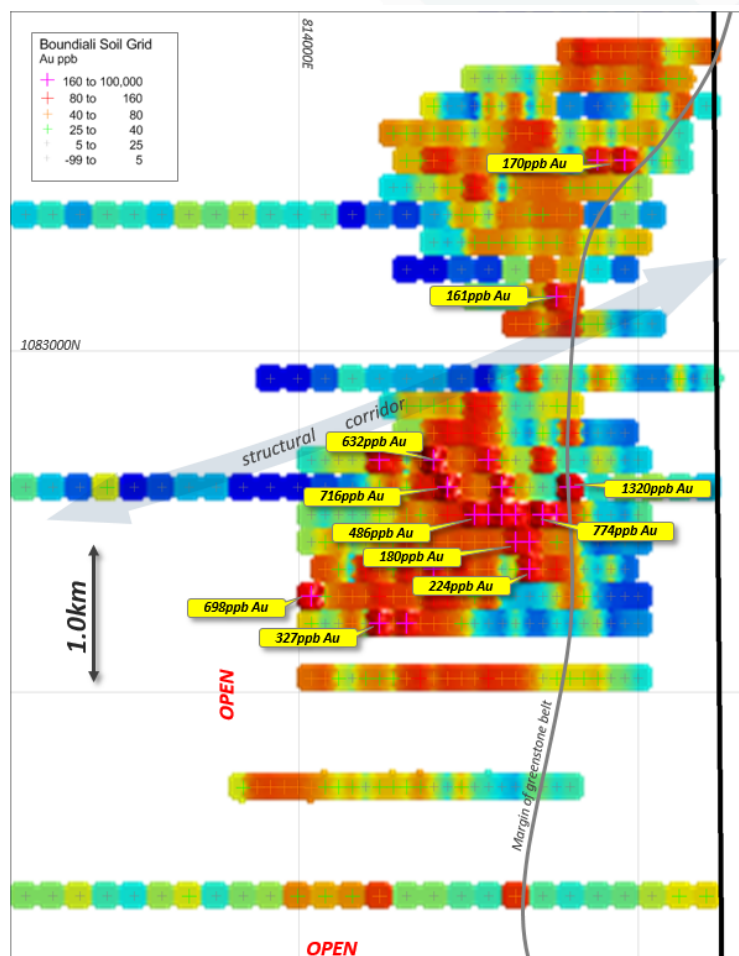 Boundiali Soil Grid
Au ppb
160 to 100,000
80 to 160
40 to 80
25 to 40
5 to 25
-99 to 5
814000E
170ppb Au
161ppb Au
1083000N
structural corridor
632ppb Au
716ppb Au
1320ppb Au
486ppb Au
774ppb Au
180ppb Au
224ppb Au
698ppb Au
327ppb Au
1.0km
OPEN
Margin of greenstone belt
OPEN